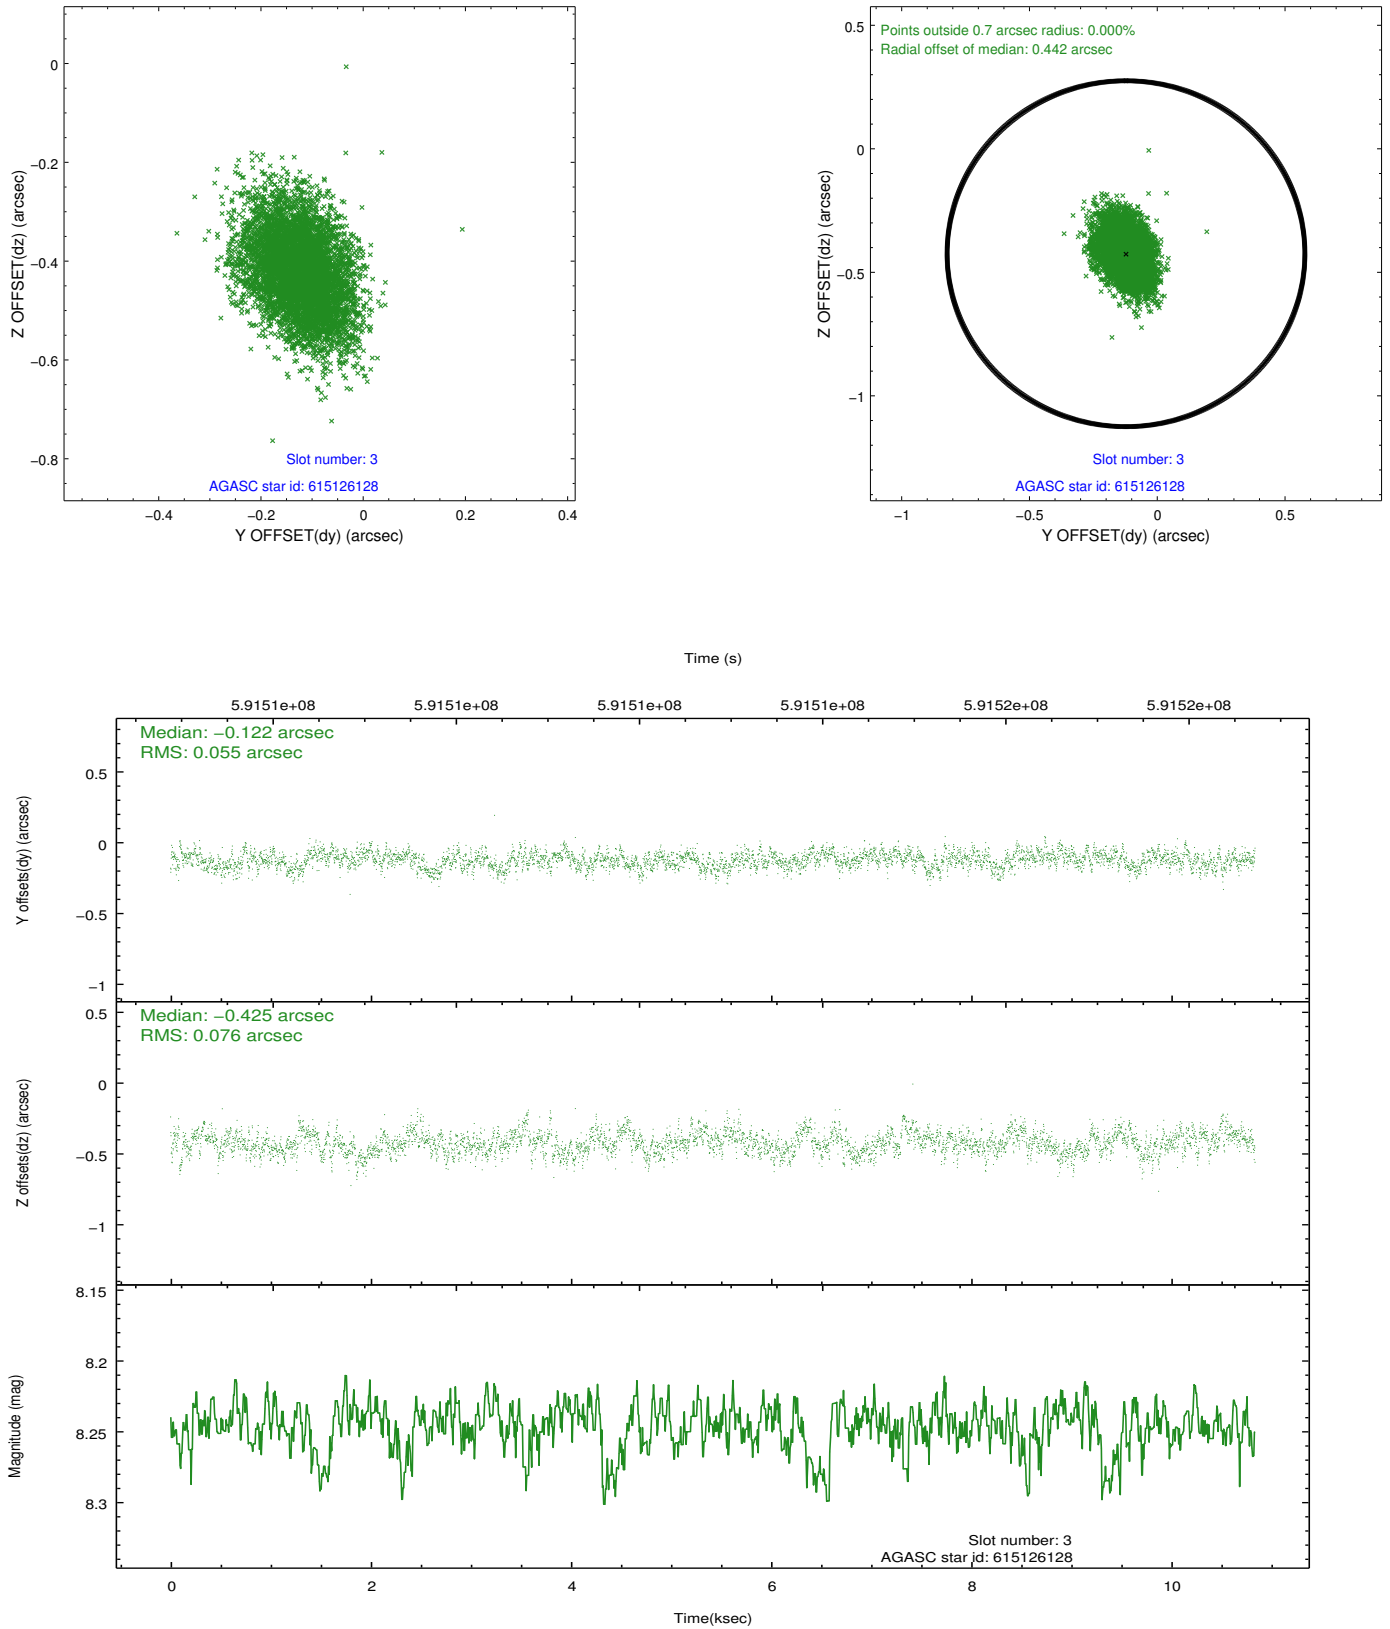 0
−0.2
−0.4
−0.6
−0.8
Z OFFSET(dz) (arcsec)
Slot number: 3
AGASC star id: 615126128
−0.4 −0.2 0 0.2 0.4
Y OFFSET(dy) (arcsec)
Points outside 0.7 arcsec radius: 0.000%
Radial offset of median: 0.442 arcsec
0.5
0
−0.5
−1
Z OFFSET(dz) (arcsec)
Slot number: 3
AGASC star id: 615126128
−1 −0.5 0 0.5
Y OFFSET(dy) (arcsec)
Time (s)
5.9151e+08 5.9151e+08 5.9151e+08 5.9151e+08 5.9152e+08 5.9152e+08
Median: −0.122 arcsec
RMS: 0.055 arcsec
0.5
0
−0.5
−1
Y offsets(dy) (arcsec)
Median: −0.425 arcsec
RMS: 0.076 arcsec
0.5
0
−0.5
−1
Z offsets(dz) (arcsec)
8.15
8.2
8.25
8.3
Magnitude (mag)
Slot number: 3
AGASC star id: 615126128
0 2 4 6 8 10
Time(ksec)